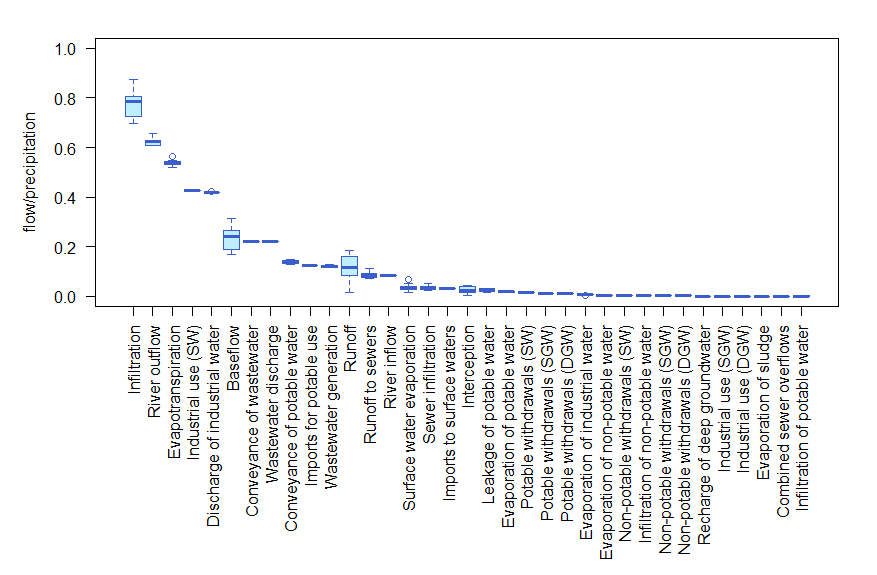 flow/precipitation
1.0
0.8
0.6
0.4
0.2
0.0
Infiltration
River outflow
Evapotranspiration
Industrial use (SW)
Discharge of industrial water
Baseflow
Conveyance of wastewater
Wastewater discharge
Conveyance of potable water
Imports for potable use
Wastewater generation
Runoff
Runoff to sewers
River inflow
Surface water evaporation
Sewer infiltration
Imports to surface waters
Interception
Leakage of potable water
Evaporation of potable water
Potable withdrawals (SW)
Potable withdrawals (SGW)
Potable withdrawals (DGW)
Evaporation of industrial water
Evaporation of non-potable water
Non-potable withdrawals (SW)
Infiltration of non-potable water
Non-potable withdrawals (SGW)
Non-potable withdrawals (DGW)
Recharge of deep groundwater
Industrial use (SGW)
Industrial use (DGW)
Evaporation of sludge
Combined sewer overflows
Infiltration of potable water